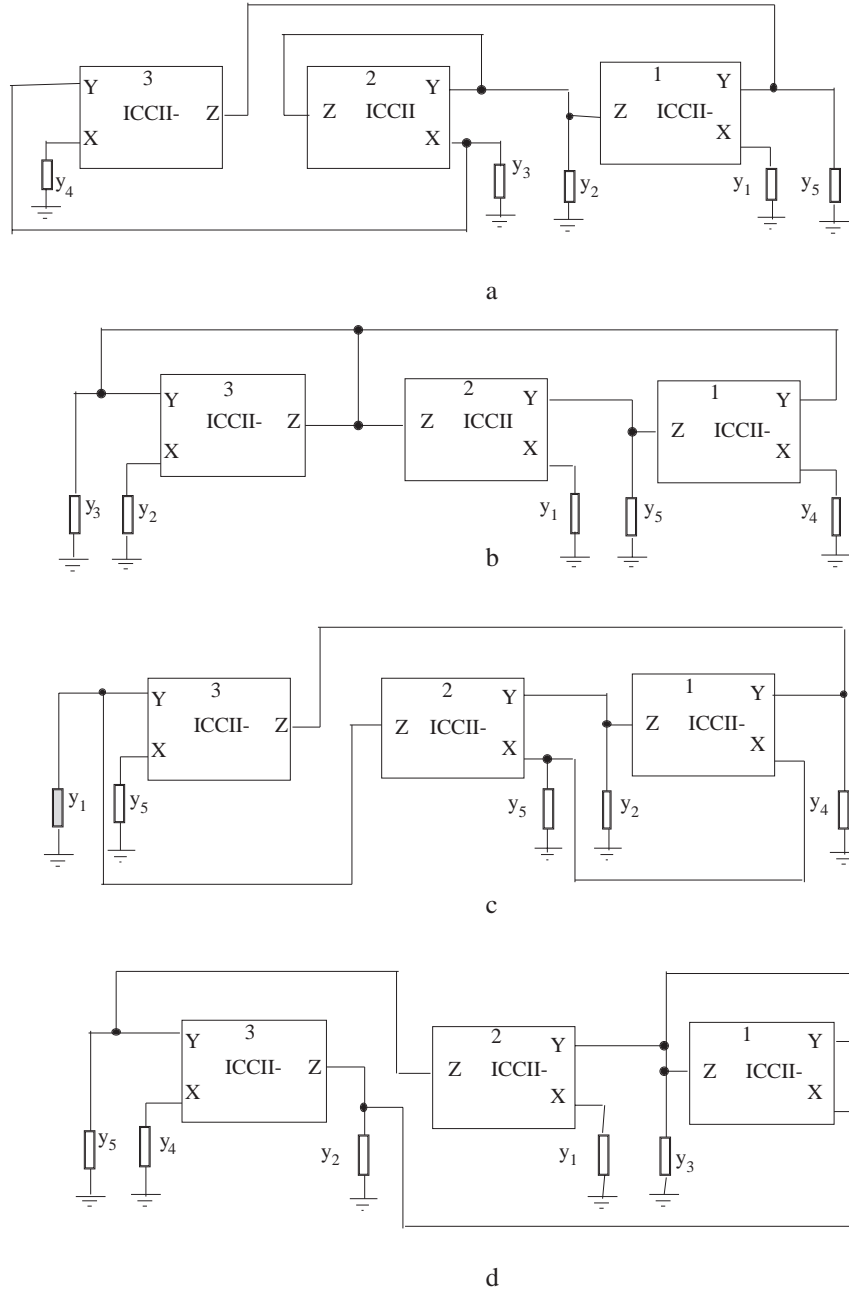 3
2
1
Y
ICCII-
Z
X
Z
ICCII
Y
X
Z
ICCII-
Y
X
y4
y3
y2
y1
y5
a
3
2
1
Y
ICCII-
Z
X
Z
ICCII
Y
X
Z
ICCII-
Y
X
y3
y2
y1
y5
y4
b
3
2
1
Y
ICCII-
Z
X
Z
ICCII-
Y
X
Z
ICCII-
Y
X
y1
y5
y5
y2
y4
c
3
2
1
Y
ICCII-
Z
X
Z
ICCII-
Y
X
Z
ICCII-
Y
X
y5
y4
y2
y1
y3
d